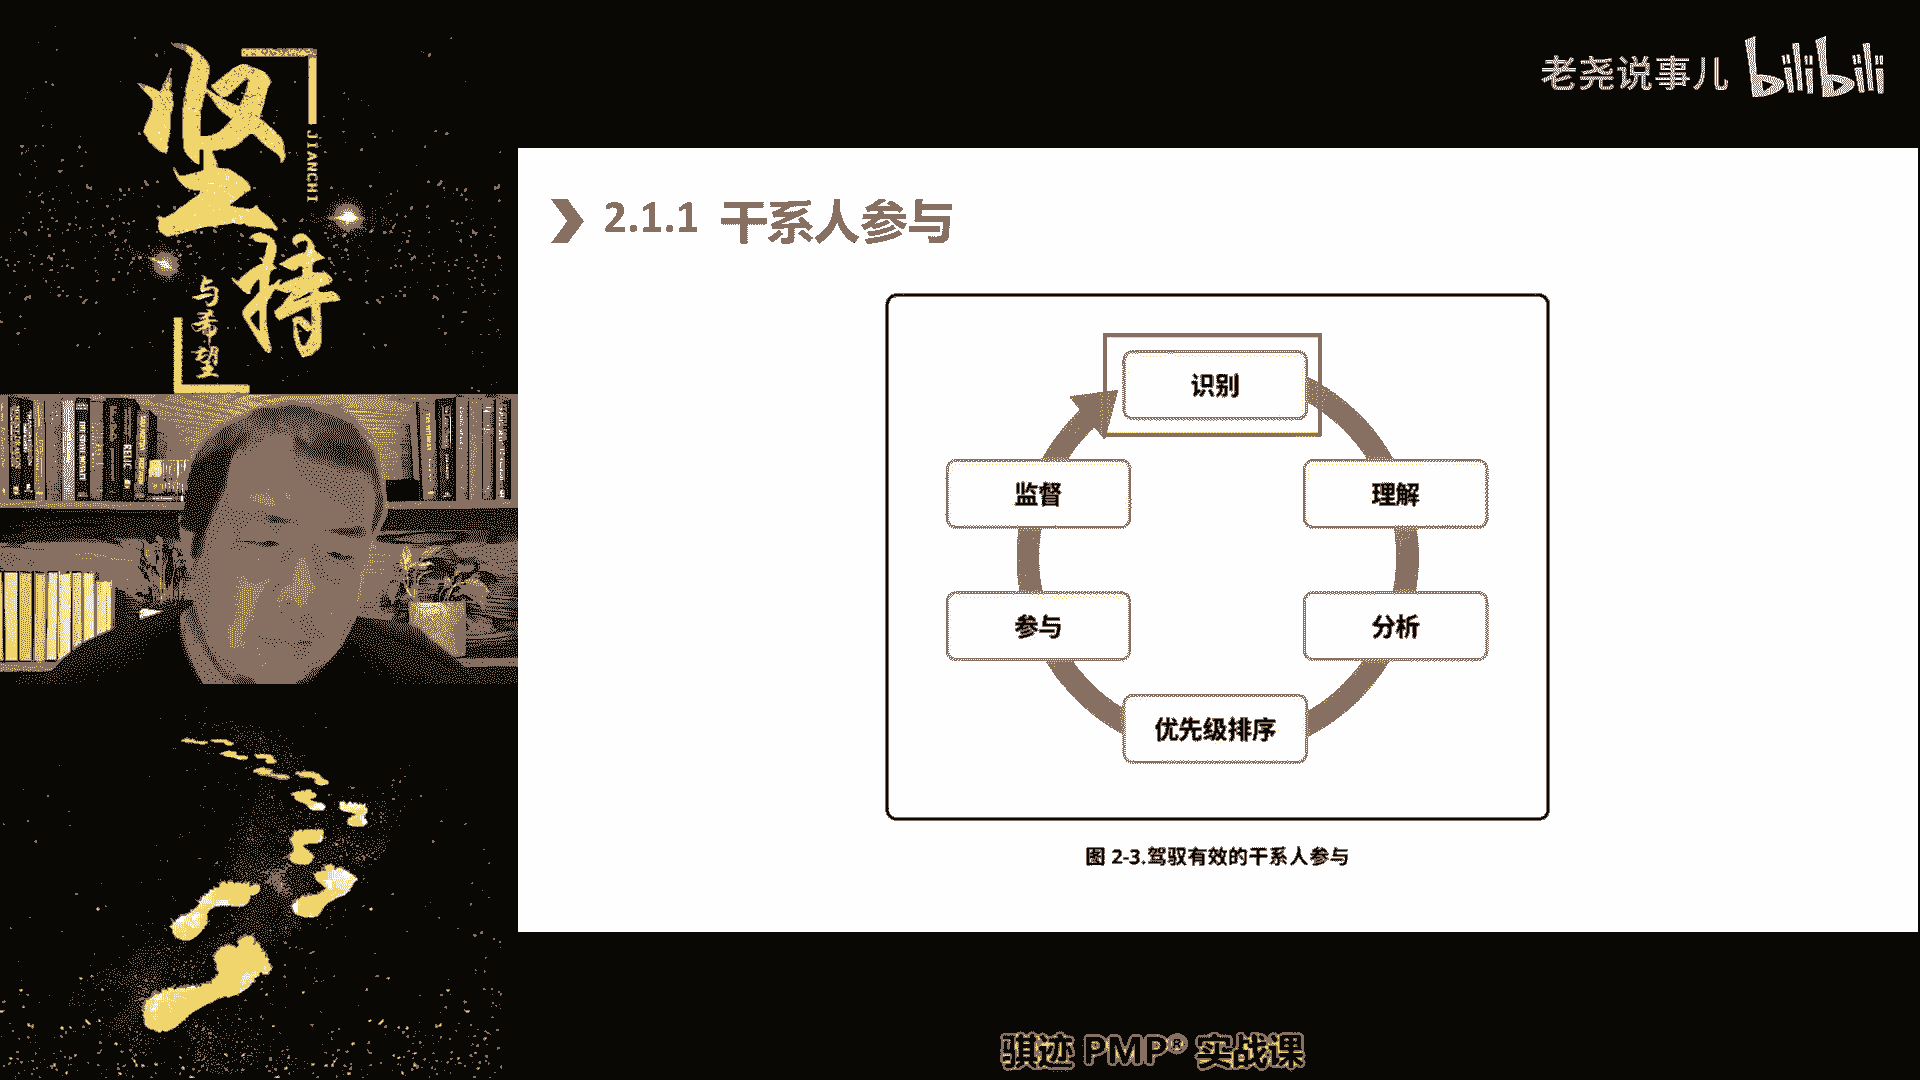 坚持
JIANCHI
与希望
老尧说事儿 bilibili
2.1.1 干系人参与
识别
监督
理解
参与
分析
优先级排序
图 2-3.驾驭有效的干系人参与
骐迹 PMP® 实战课